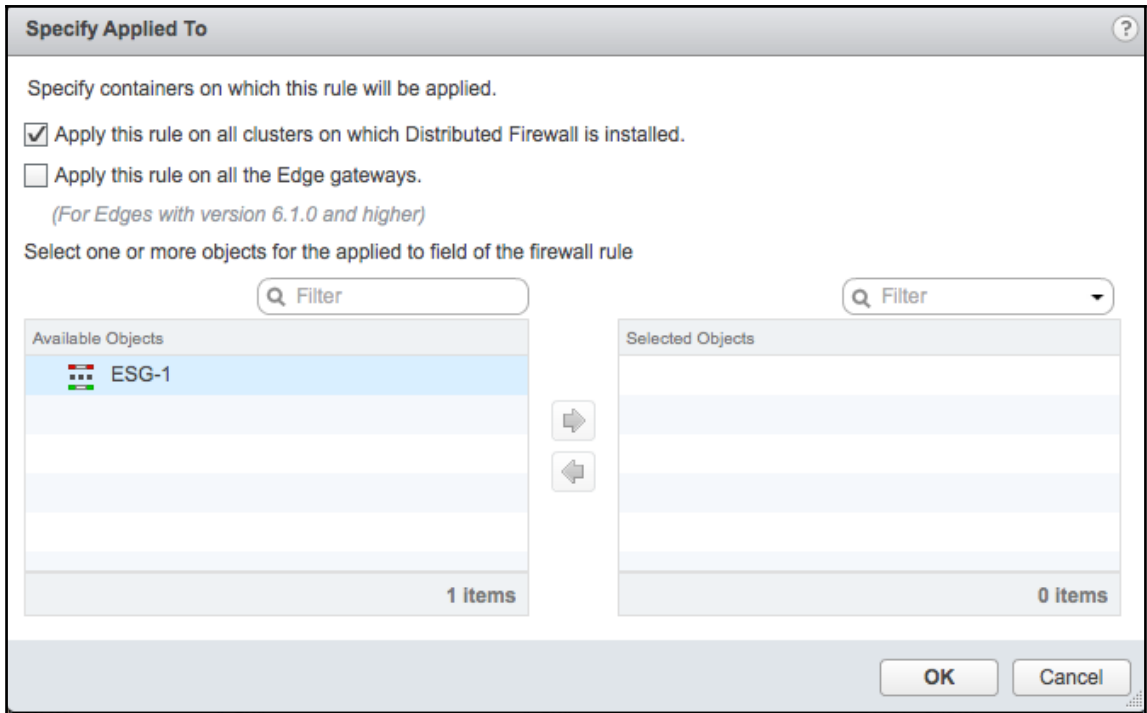 Specify Applied To
?
Specify containers on which this rule will be applied.
Apply this rule on all clusters on which Distributed Firewall is installed.
Apply this rule on all the Edge gateways.
(For Edges with version 6.1.0 and higher)
Select one or more objects for the applied to field of the firewall rule
Filter
Filter
Available Objects
Selected Objects
ESG-1
1 items
0 items
OK
Cancel